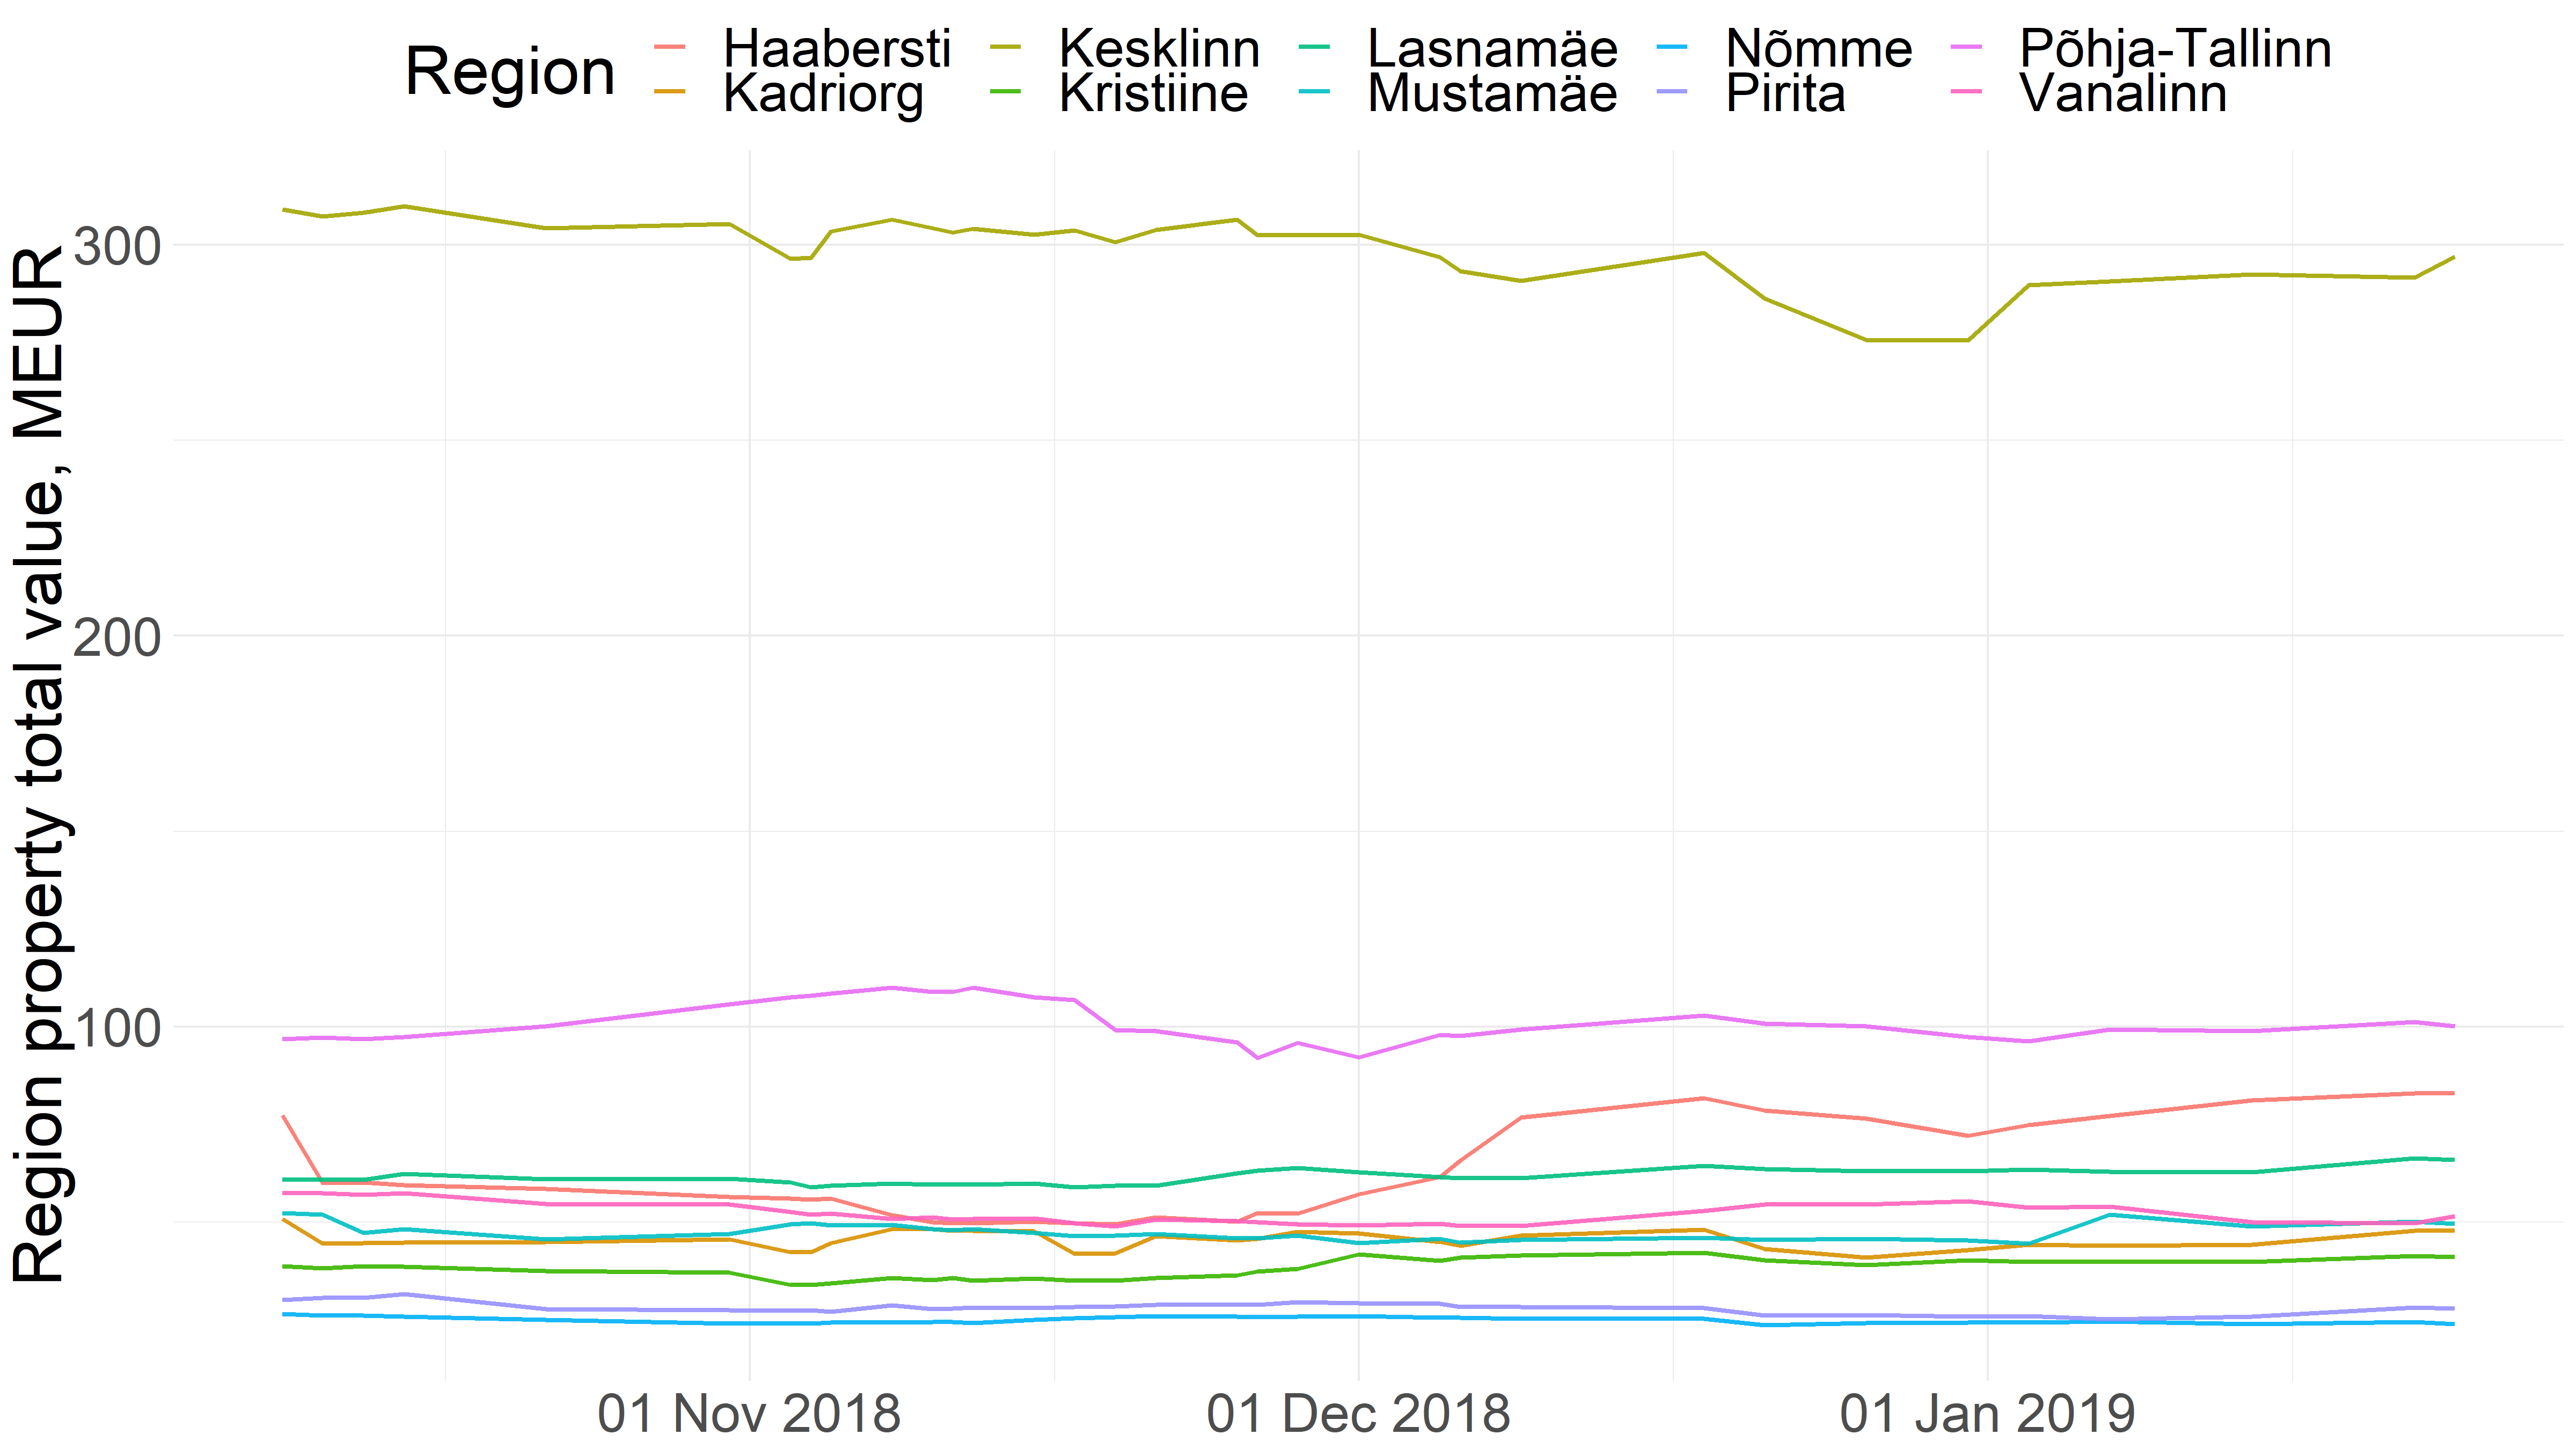 Region
Haabersti Kesklinn Lasnamäe Nõmme Põhja-Tallinn
Kadriorg Kristiine Mustamäe Pirita Vanalinn
Region property total value, MEUR
300
200
100
01 Nov 2018 01 Dec 2018 01 Jan 2019